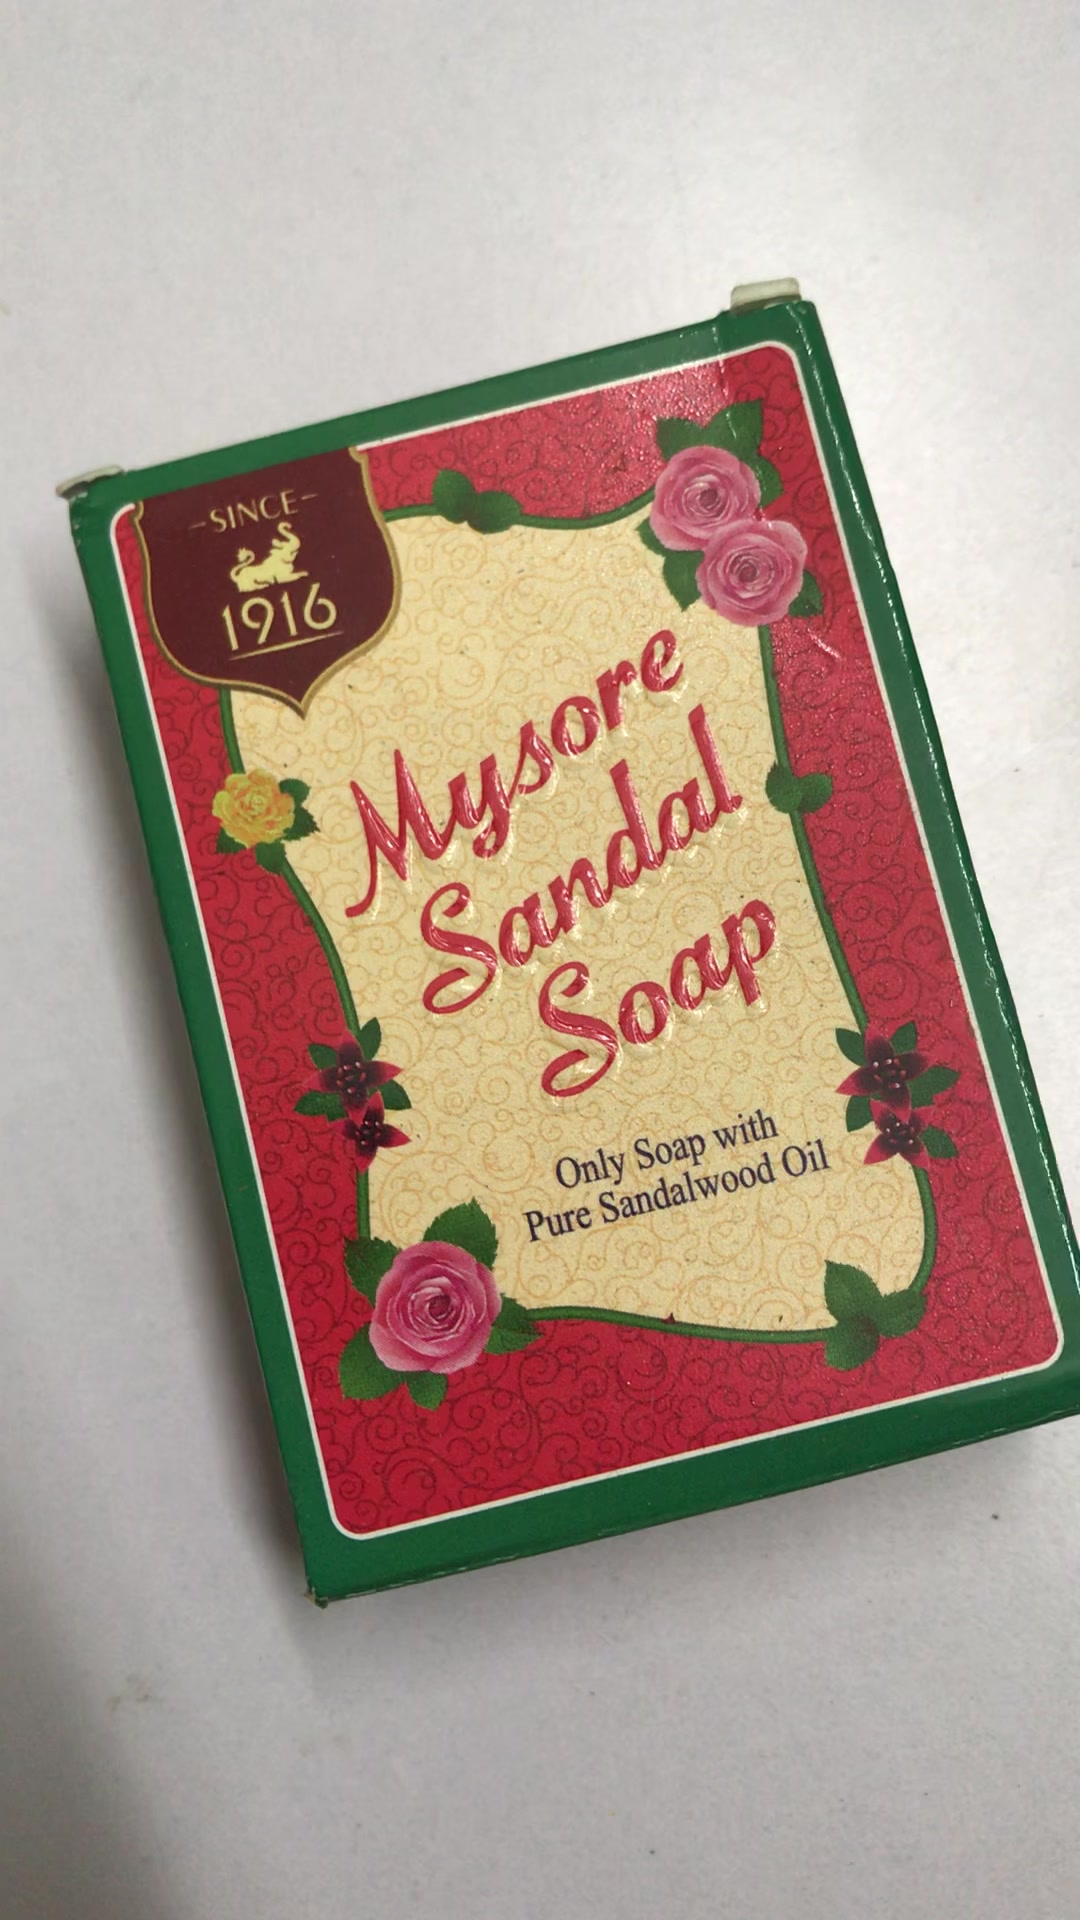 -SINCE-
1916
Mysore
Sandal
Soap
Only Soap with
Pure Sandalwood Oil